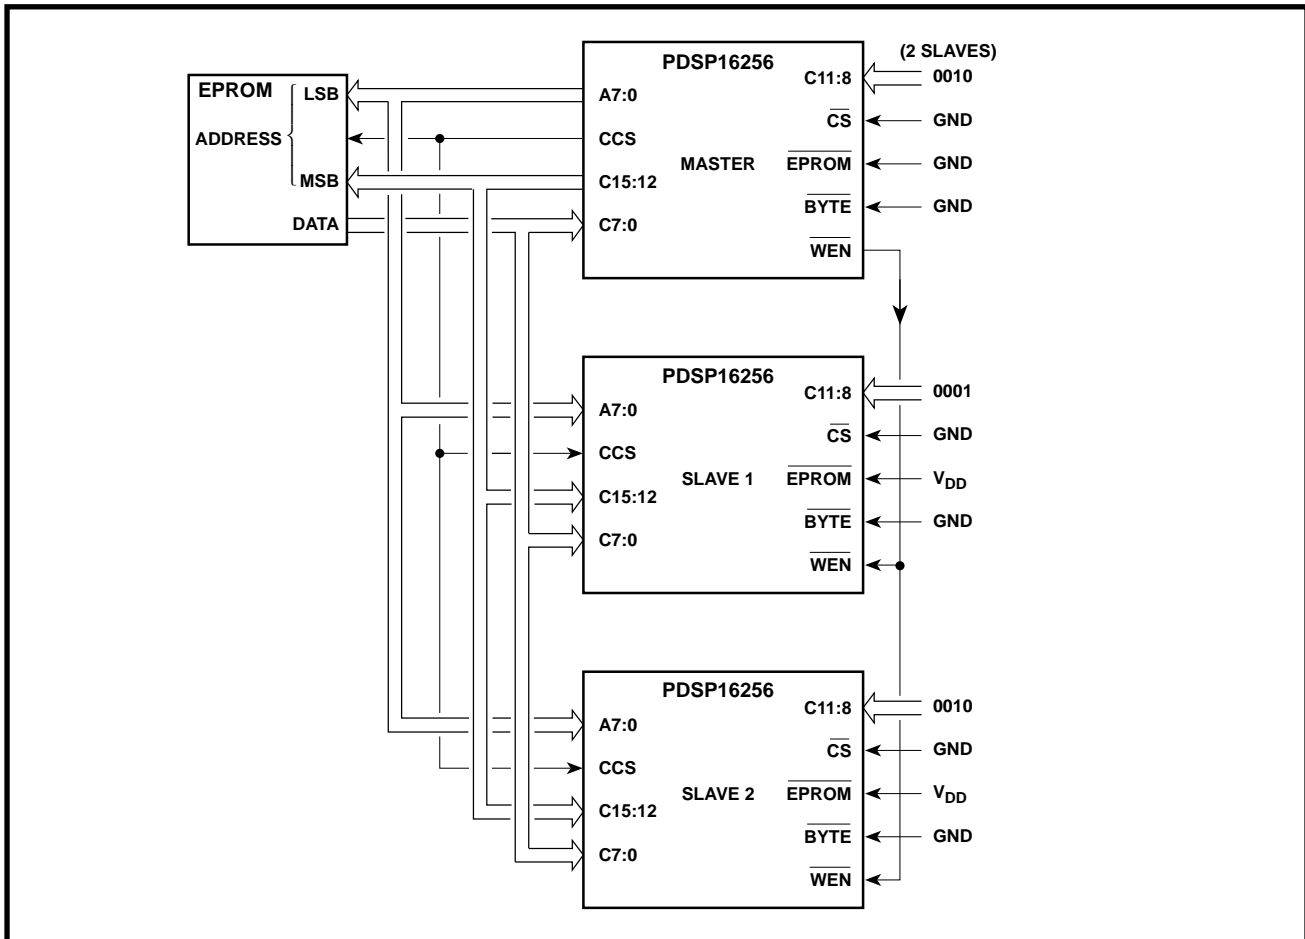 EPROM
LSB
ADDRESS
MSB
DATA
PDSP16256
A7:0
CCS
MASTER
C15:12
C7:0
(2 SLAVES)
C11:8
0010
CS
GND
EPROM
GND
BYTE
GND
WEN
PDSP16256
A7:0
CCS
SLAVE 1
C15:12
C7:0
C11:8
0001
CS
GND
EPROM
VDD
BYTE
GND
WEN
PDSP16256
A7:0
CCS
SLAVE 2
C15:12
C7:0
C11:8
0010
CS
GND
EPROM
VDD
BYTE
GND
WEN